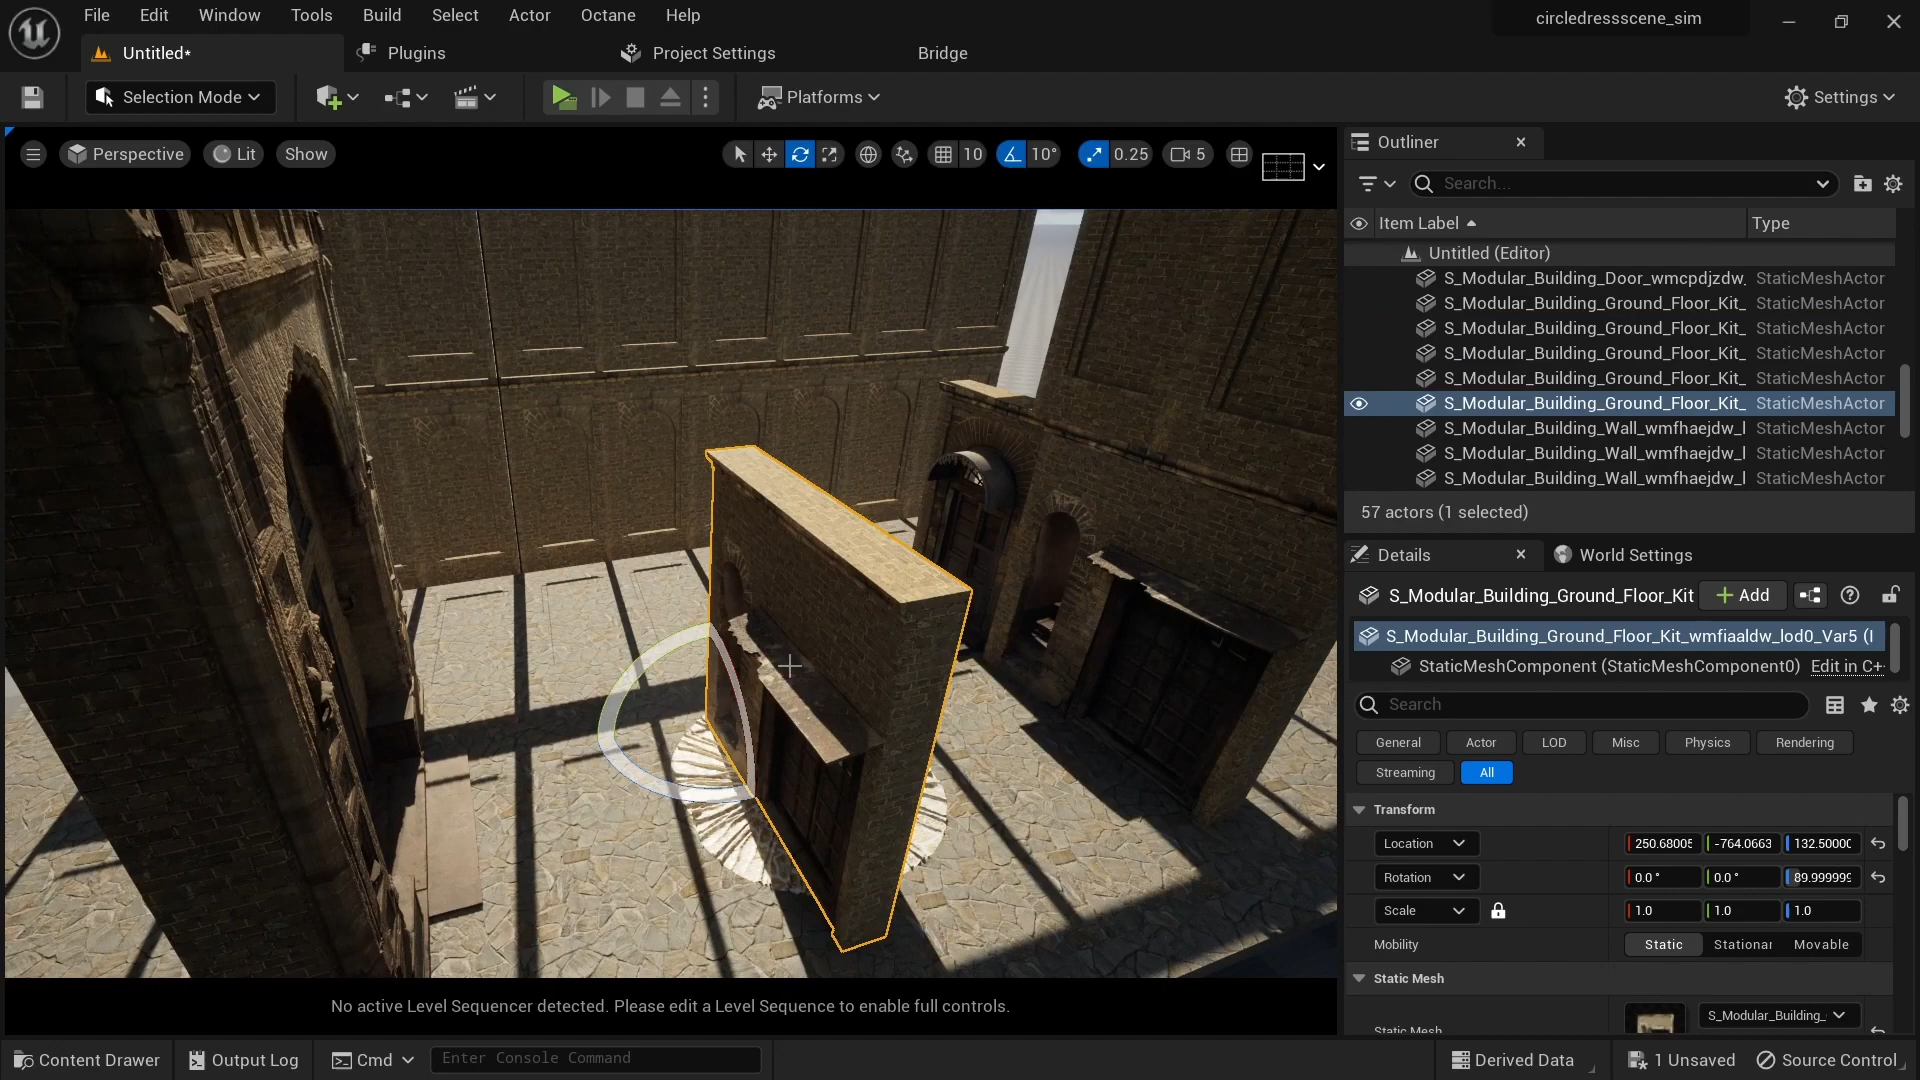 File Edit Window Tools Build Select Actor Octane Help
circledressscene_sim
Untitled*
Plugins
Project Settings
Bridge
Selection Mode
Platforms
Settings
Perspective
Lit
Show
10
10°
0.25
5
Outliner
Search...
Item Label
Type
Untitled (Editor)
S_Modular_Building_Door_wmcpdjzdw. StaticMeshActor
S_Modular_Building_Ground_Floor_Kit_ StaticMeshActor
S_Modular_Building_Ground_Floor_Kit_ StaticMeshActor
S_Modular_Building_Ground_Floor_Kit_ StaticMeshActor
S_Modular_Building_Ground_Floor_Kit_ StaticMeshActor
S_Modular_Building_Ground_Floor_Kit_ StaticMeshActor
S_Modular_Building_Wall_wmfhaejdw_l StaticMeshActor
S_Modular_Building_Wall_wmfhaejdw_l StaticMeshActor
S_Modular_Building_Wall_wmfhaejdw_l StaticMeshActor
57 actors (1 selected)
Details
World Settings
S_Modular_Building_Ground_Floor_Kit
+ Add
S_Modular_Building_Ground_Floor_Kit_wmfiaaldw_lod0_Var5 (I
StaticMeshComponent (StaticMeshComponent0) Edit in C+
Search
General Actor LOD Misc Physics Rendering
Streaming All
Transform
Location 250.68005 -764.0663 132.5000
Rotation 0.0 ° 0.0 ° 89.999999
Scale 1.0 1.0 1.0
Mobility Static Stationar Movable
Static Mesh
Static Mesh
S_Modular_Building_
No active Level Sequencer detected. Please edit a Level Sequence to enable full controls.
Content Drawer
Output Log
Cmd
Enter Console Command
Derived Data
1 Unsaved
Source Control